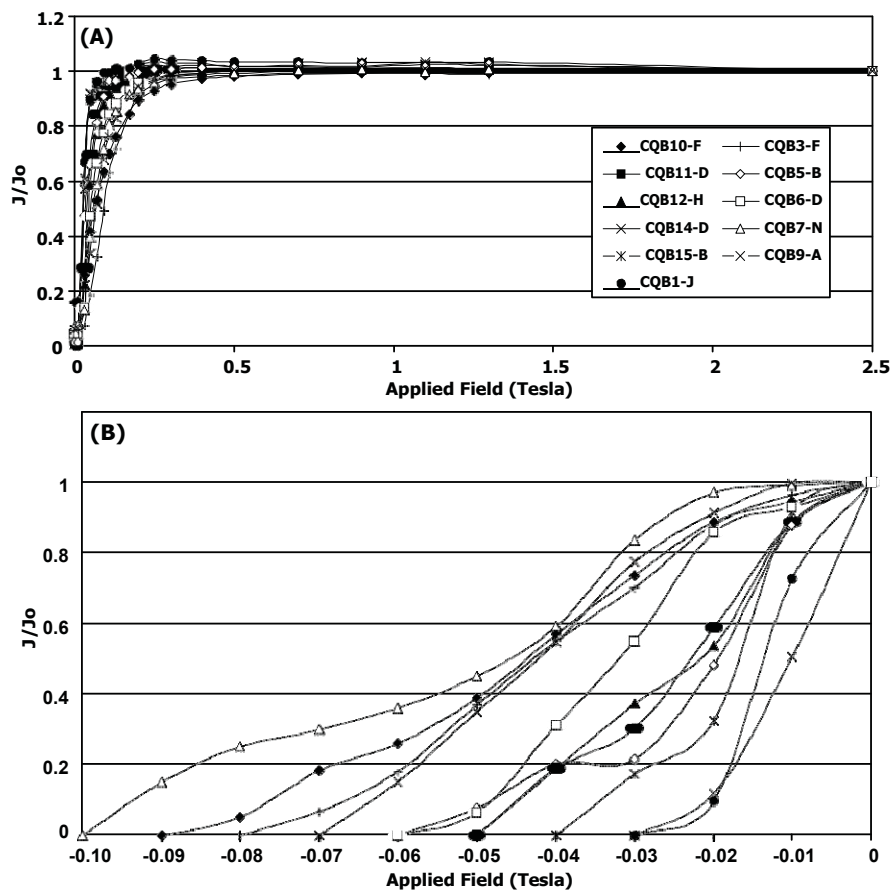 (A)
1.2
1
0.8
0.6
0.4
0.2
0
J/Jo
CQB10-F CQB3-F
CQB11-D CQB5-B
CQB12-H CQB6-D
CQB14-D CQB7-N
CQB15-B CQB9-A
CQB1-J
0 0.5 1 2 2.5
Applied Field (Tesla)
(B)
1
0.8
0.6
0.4
0.2
0
J/Jo
-0.10 -0.09 -0.08 -0.07 -0.06 -0.05 -0.04 -0.03 -0.02 -0.01 0
Applied Field (Tesla)